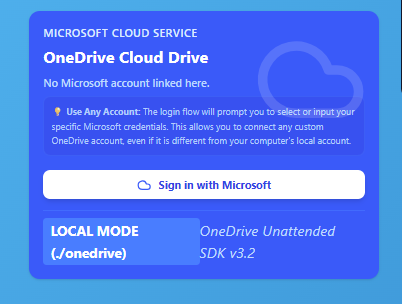 MICROSOFT CLOUD SERVICE
OneDrive Cloud Drive
No Microsoft account linked here.
💡 Use Any Account: The login flow will prompt you to select or input your
specific Microsoft credentials. This allows you to connect any custom
OneDrive account, even if it is different from your computer's local account.
Sign in with Microsoft
LOCAL MODE
(./onedrive)
OneDrive Unattended
SDK v3.2